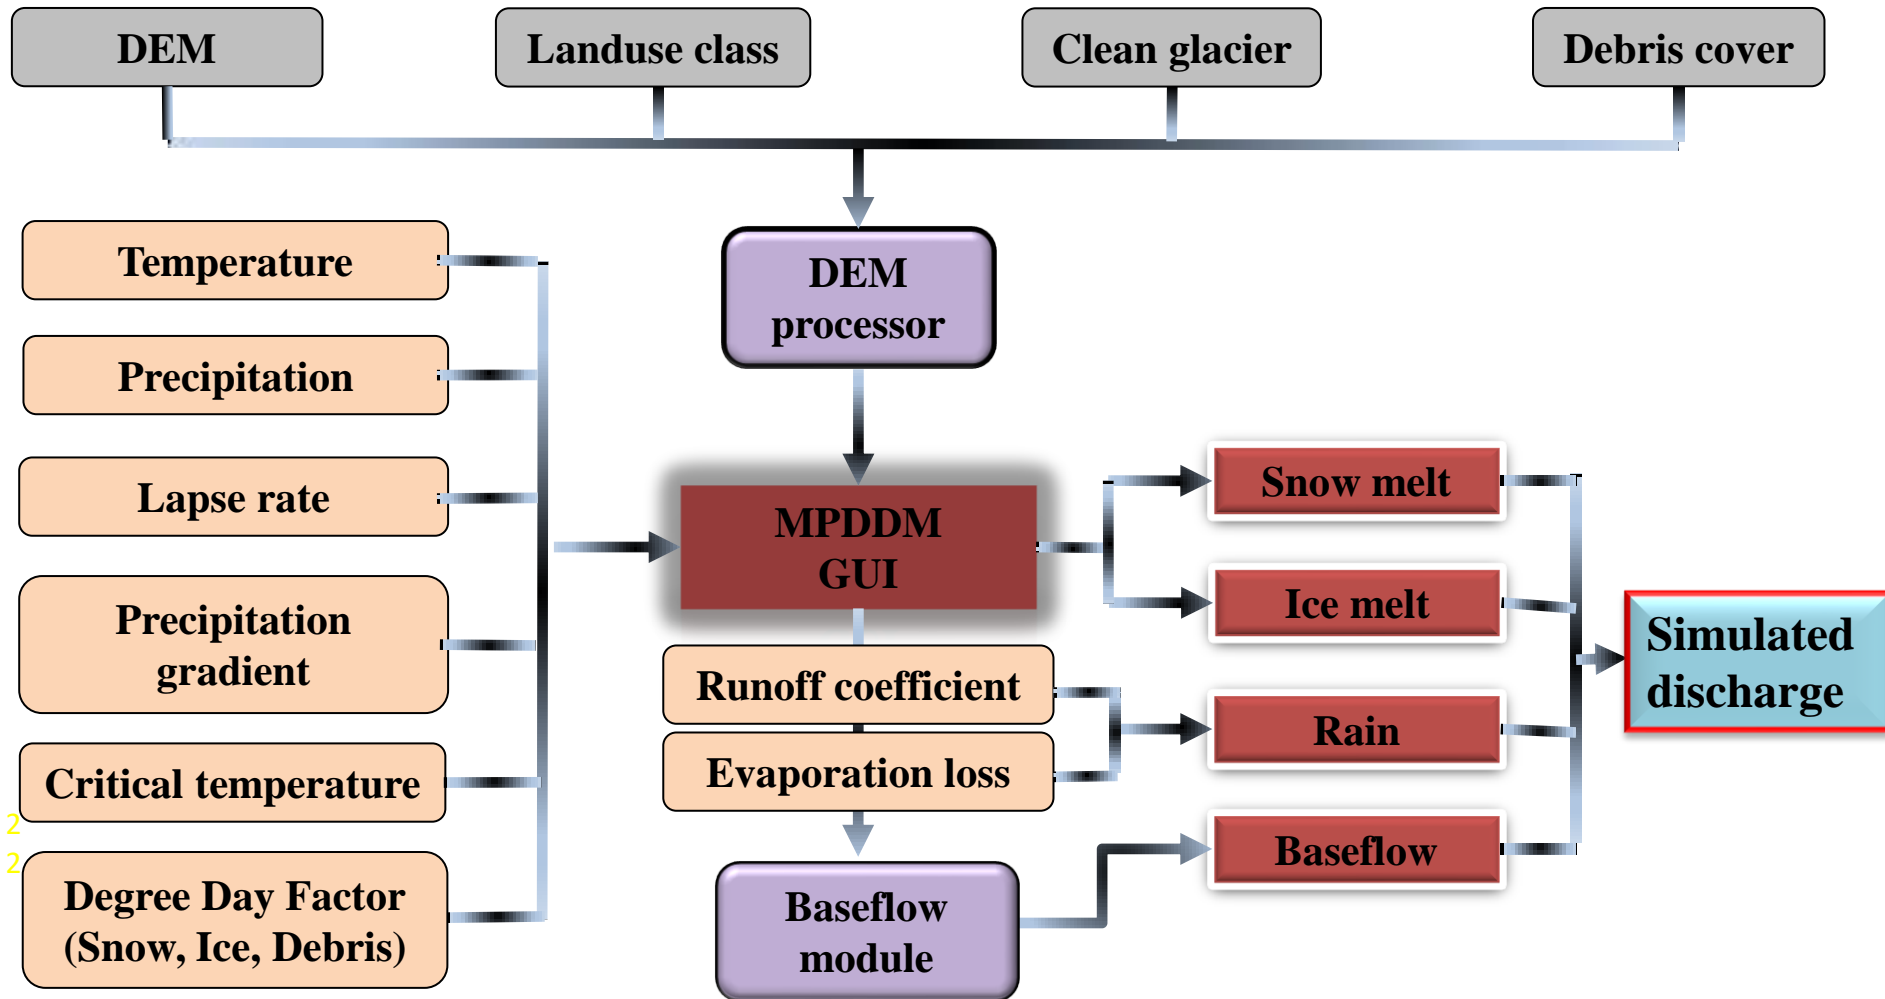 DEM
Landuse class
Clean glacier
Debris cover
Temperature
Precipitation
Lapse rate
Precipitation
gradient
Critical temperature
2
2
Degree Day Factor
(Snow, Ice, Debris)
DEM
processor
MPDDM
GUI
Runoff coefficient
Evaporation loss
Baseflow
module
Snow melt
Ice melt
Rain
Baseflow
Simulated
discharge